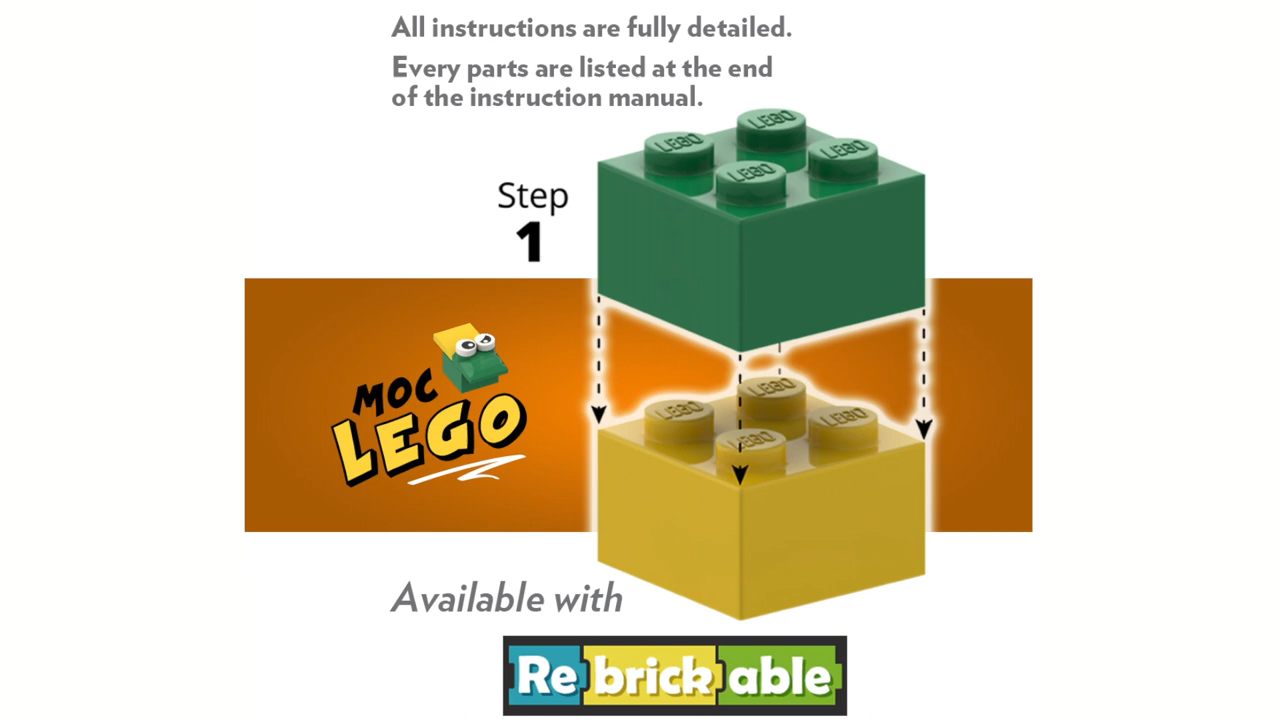 All instructions are fully detailed.
Every parts are listed at the end
of the instruction manual.
Step
1
LEGO
LEGO
LEGO
LEGO
MOC
LEGO
LEGO
LEGO
LEGO
LEGO
Available with
Rebrickable